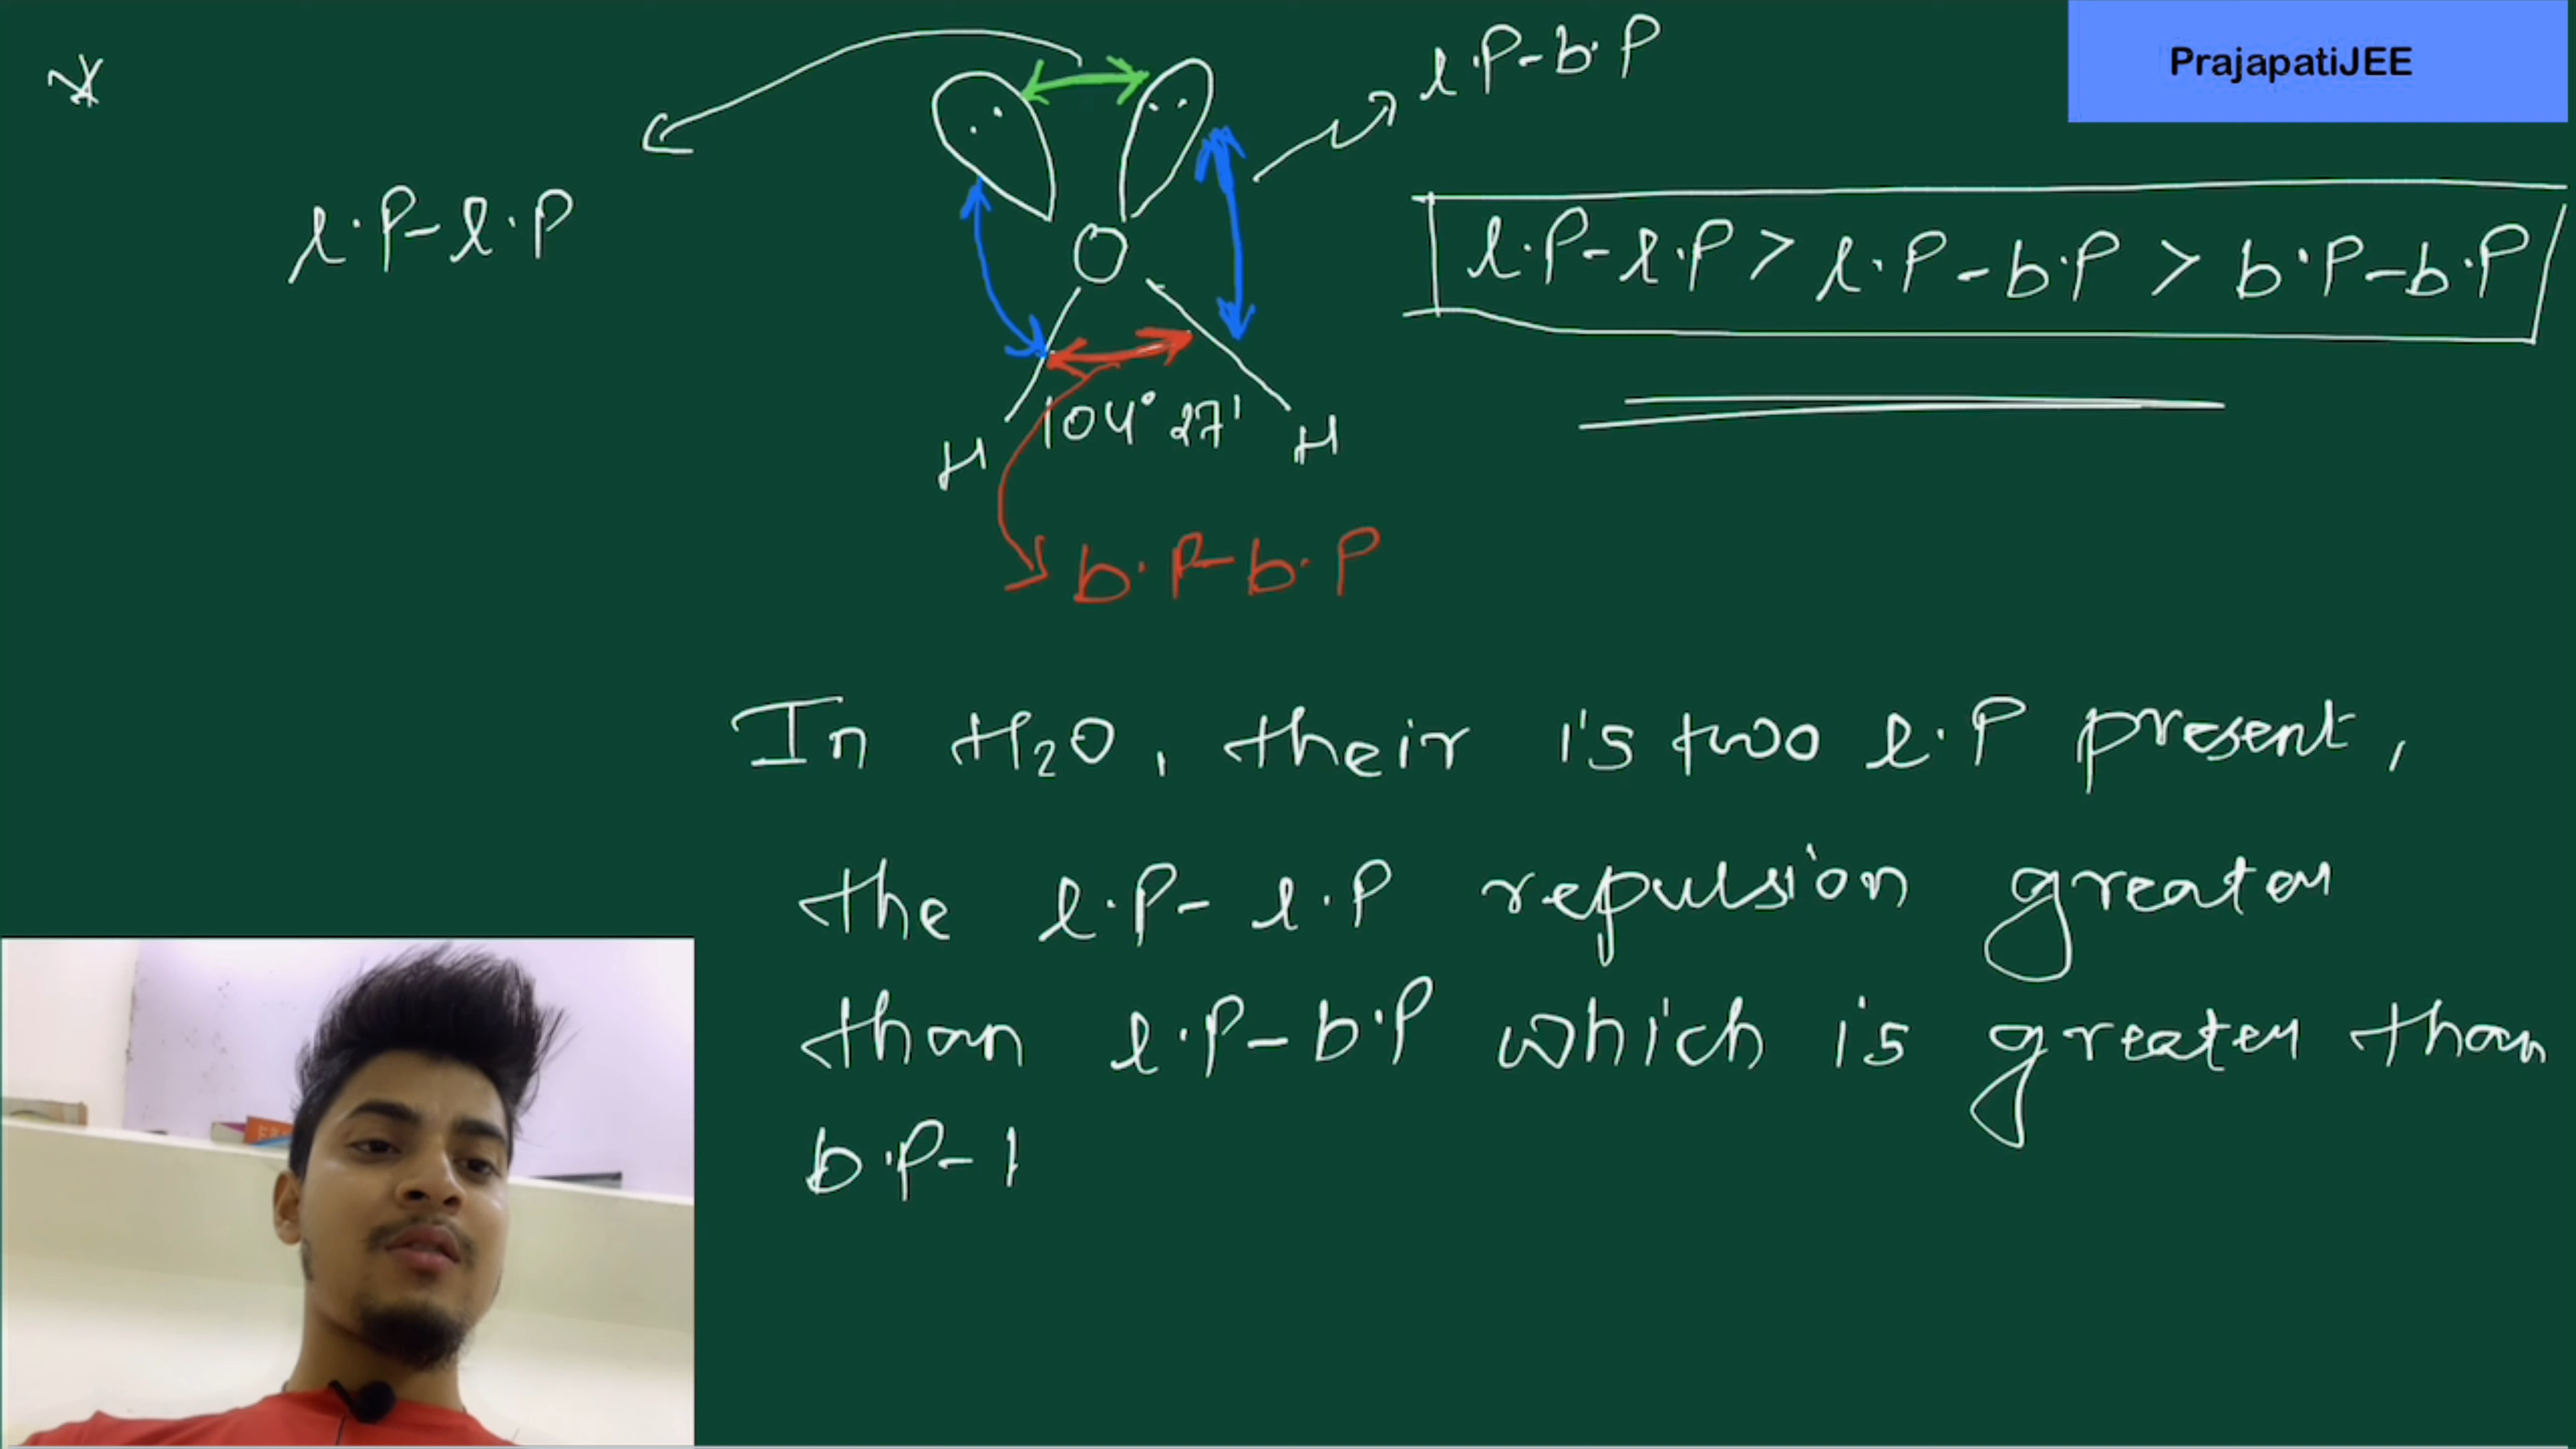 PrajapatiJEE
l.P-b.P
l.P-l.P
l.P-l.P > l.P-b.P > b.P-b.P
O
104° 27'
H
H
b.P-b.P
In H₂O, their is two l.P present,
the l.P-l.P repulsion greater
than l.P-b.P which is greater than
b.P-